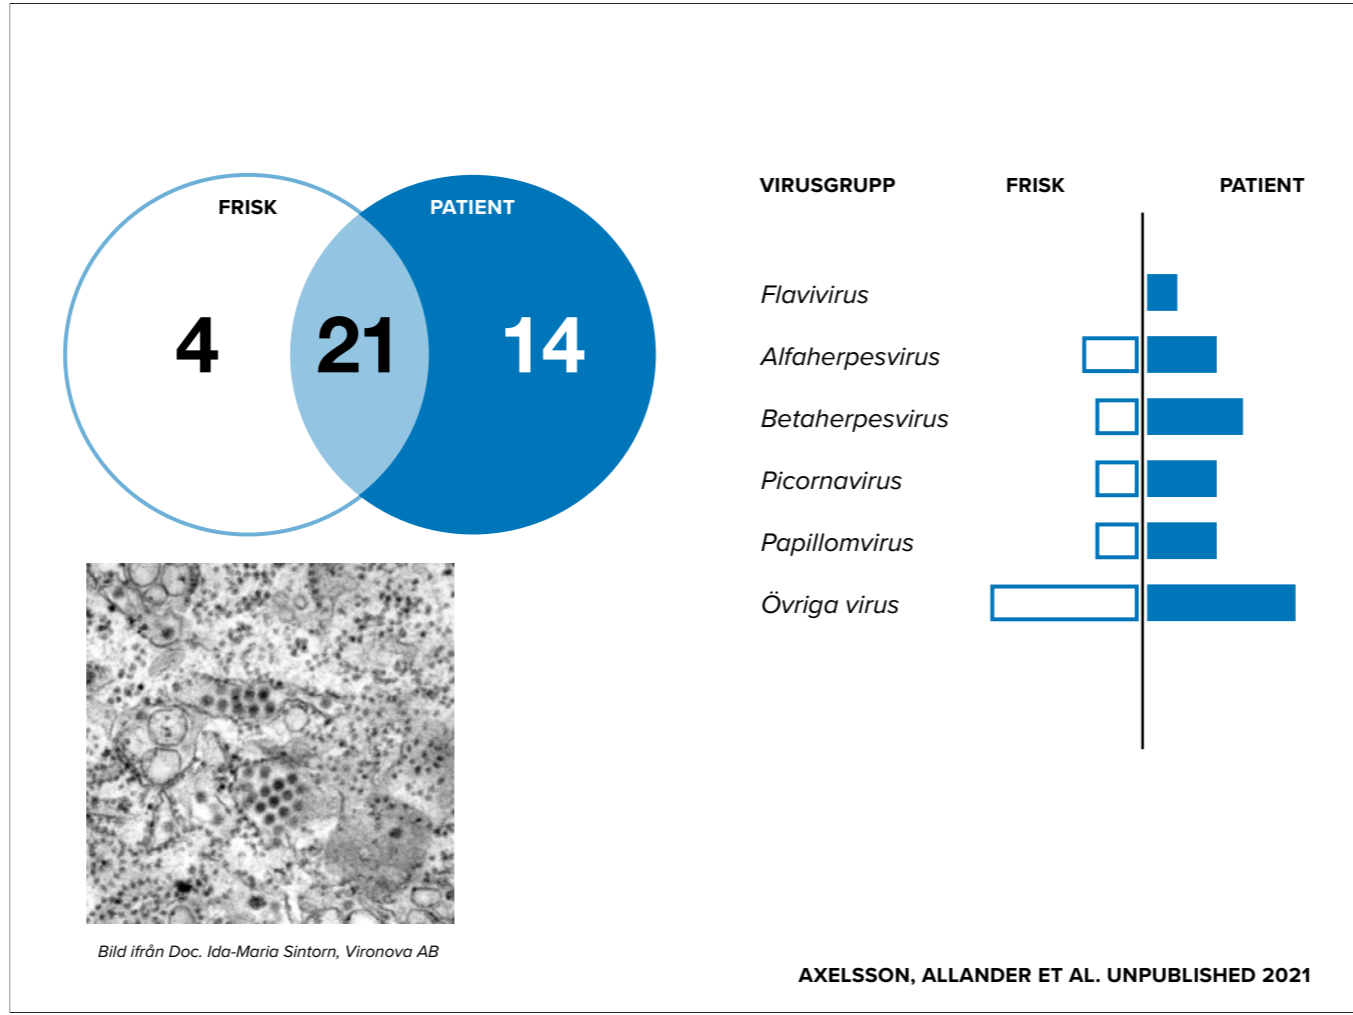 FRISK
PATIENT
4
21
14
Bild ifrån Doc. Ida-Maria Sintorn, Vironova AB
VIRUSGRUPP FRISK PATIENT
Flavivirus
Alfaherpesvirus
Betaherpesvirus
Picornavirus
Papillomvirus
Övriga virus
AXELSSON, ALLANDER ET AL. UNPUBLISHED 2021